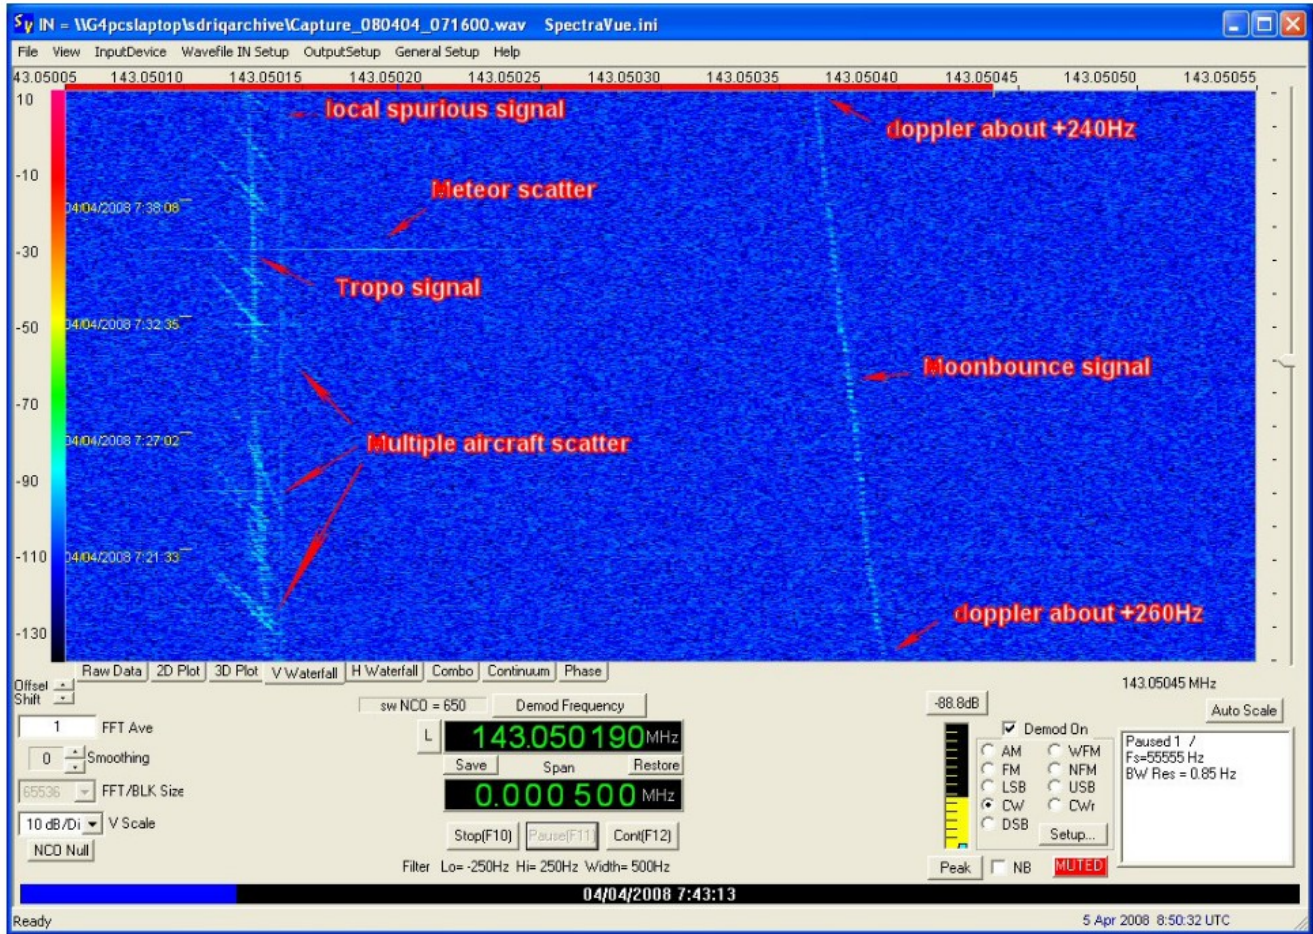 IN = \\G4pcslaptop\sdriqarchive\Capture_080404_071600.wav SpectraVue.ini
File View InputDevice Wavefile IN Setup OutputSetup General Setup Help
43.05005 143.05010 143.05015 143.05020 143.05025 143.05030 143.05035 143.05040 143.05045 143.05050 143.05055
10
local spurious signal
doppler about +240Hz
-10
Meteor scatter
04/04/2008 7:38:08
-30
Tropo signal
-50
04/04/2008 7:32:35
Moonbounce signal
-70
04/04/2008 7:27:02
Multiple aircraft scatter
-90
-110
04/04/2008 7:21:33
doppler about +260Hz
-130
Raw Data 2D Plot 3D Plot V Waterfall H Waterfall Combo Continuum Phase
Offset
Shift
143.05045 MHz
sw NCO = 650 Demod Frequency
-88.8dB
Auto Scale
1 FFT Ave
L 143.050 190 MHz
Demod On
Paused 1 /
0 Smoothing
Save Span Restore
AM WFM
Fs=55555 Hz
FM NFM
BW Res = 0.85 Hz
65536 FFT/BLK Size
0.000 500 MHz
LSB USB
CW CWr
10 dB/Di V Scale
DSB
Stop(F10) Pause(F11) Cont(F12)
Setup...
NCO Null
Filter Lo= -250Hz Hi= 250Hz Width= 500Hz
Peak NB MUTED
04/04/2008 7:43:13
Ready
5 Apr 2008 8:50:32 UTC